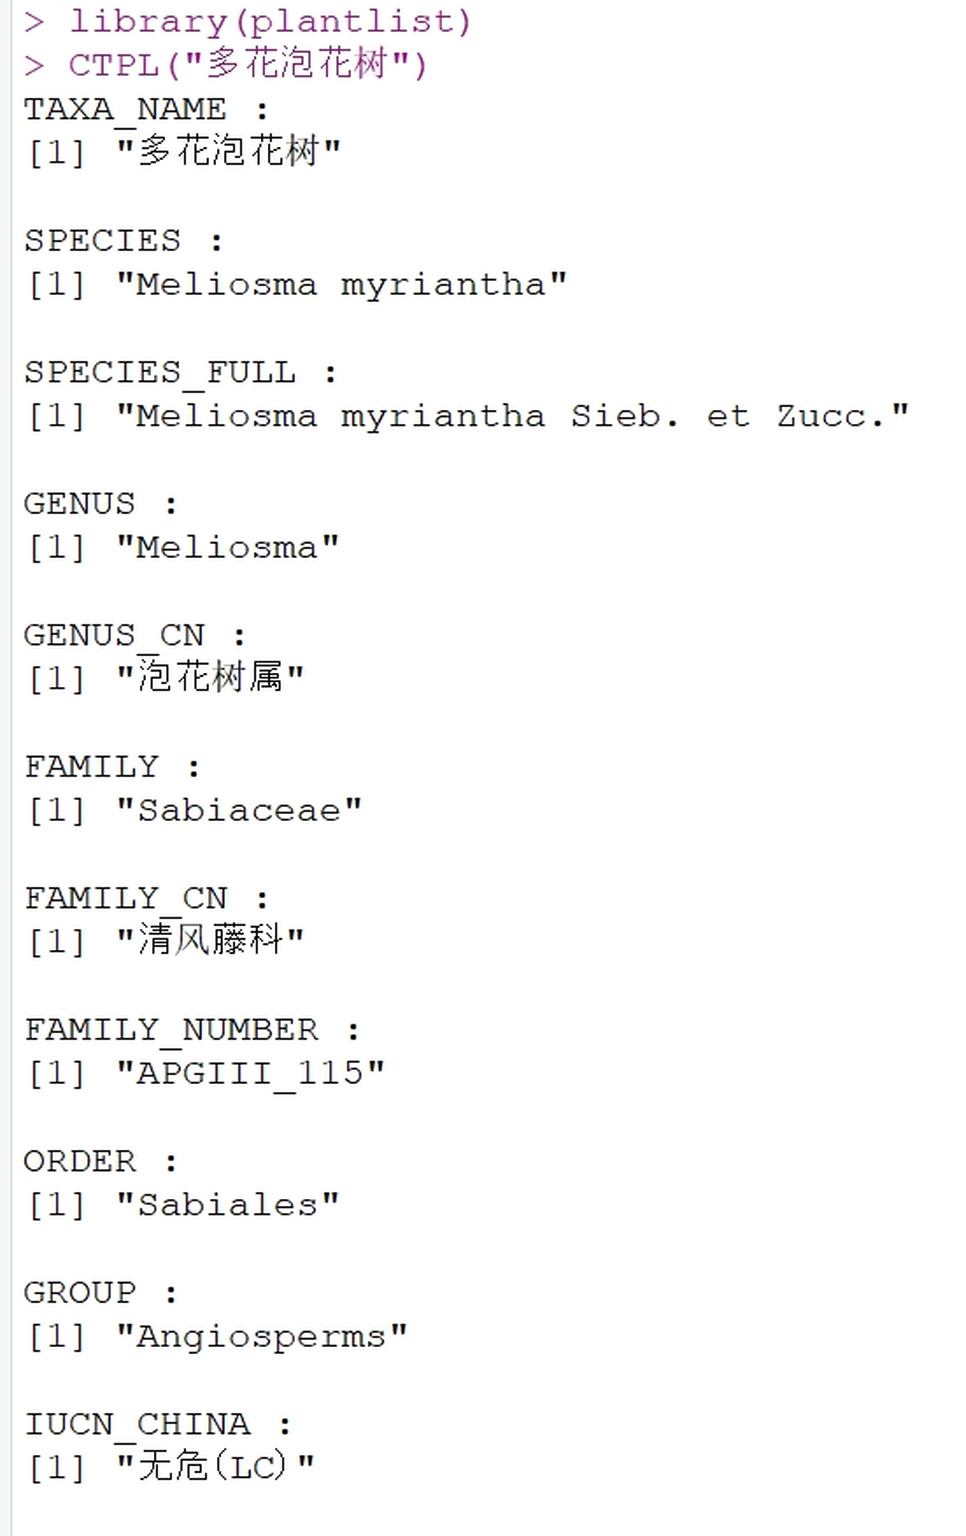 > library(plantlist)
> CTPL("多花泡花树")
TAXA_NAME :
[1] "多花泡花树"
SPECIES :
[1] "Meliosma myriantha"
SPECIES_FULL :
[1] "Meliosma myriantha Sieb. et Zucc."
GENUS :
[1] "Meliosma"
GENUS_CN :
[1] "泡花树属"
FAMILY :
[1] "Sabiaceae"
FAMILY_CN :
[1] "清风藤科"
FAMILY_NUMBER :
[1] "APGIII_115"
ORDER :
[1] "Sabiales"
GROUP :
[1] "Angiosperms"
IUCN_CHINA :
[1] "无危(LC)"